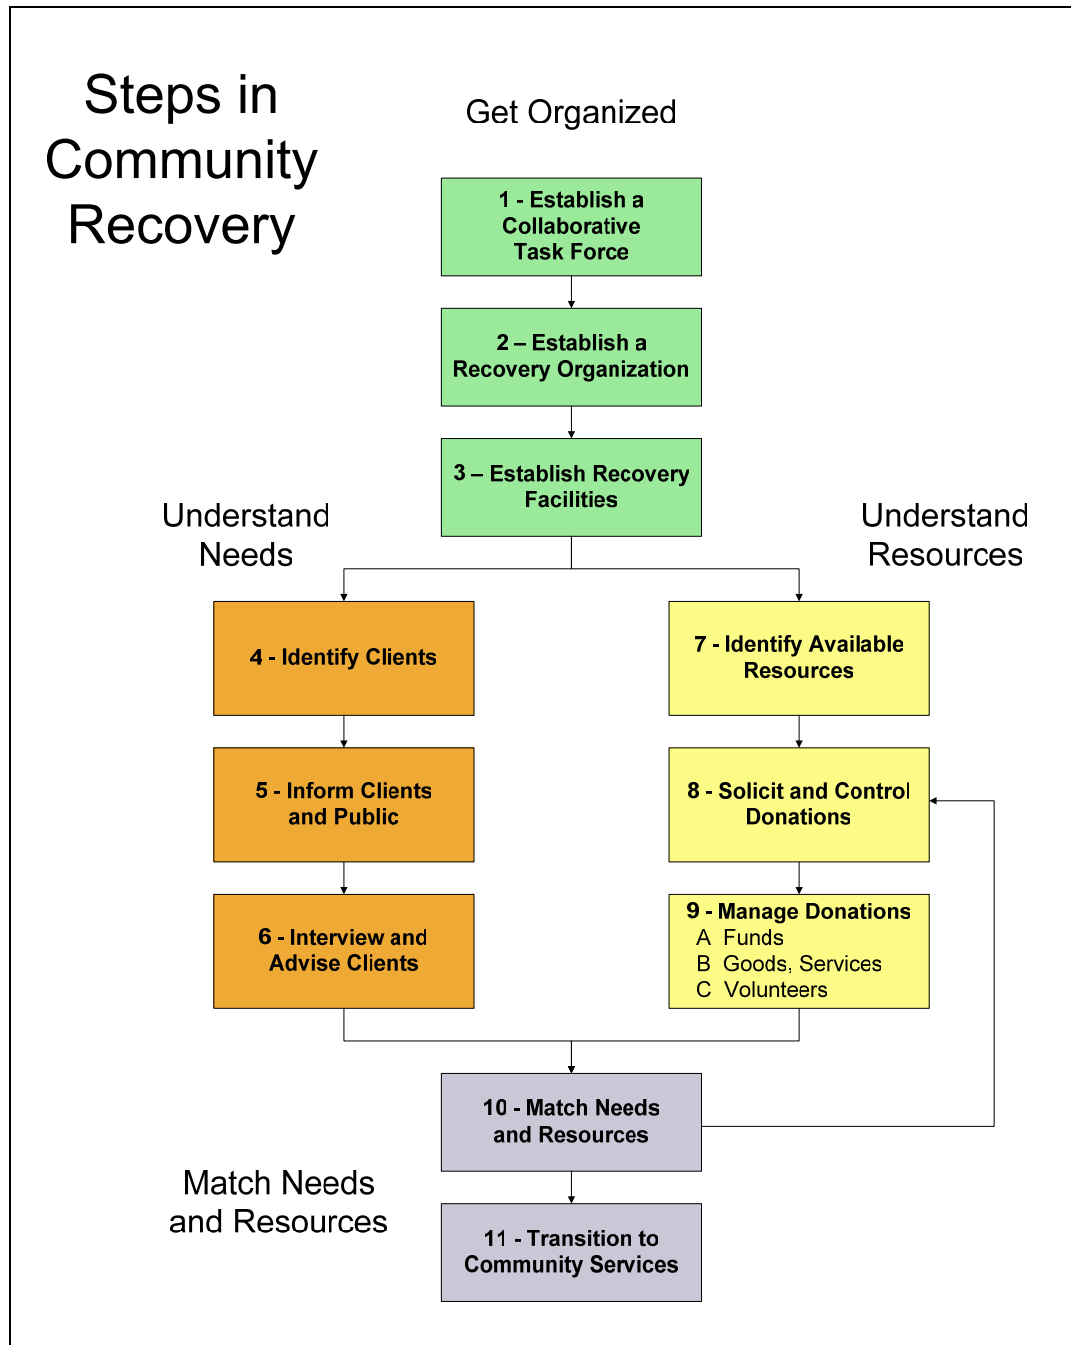 Steps in
Community
Recovery
Get Organized
1 - Establish a
Collaborative
Task Force
2 – Establish a
Recovery Organization
3 – Establish Recovery
Facilities
Understand
Needs
Understand
Resources
4 - Identify Clients
7 - Identify Available
Resources
5 - Inform Clients
and Public
8 - Solicit and Control
Donations
6 - Interview and
Advise Clients
9 - Manage Donations
A Funds
B Goods, Services
C Volunteers
10 - Match Needs
and Resources
Match Needs
and Resources
11 - Transition to
Community Services